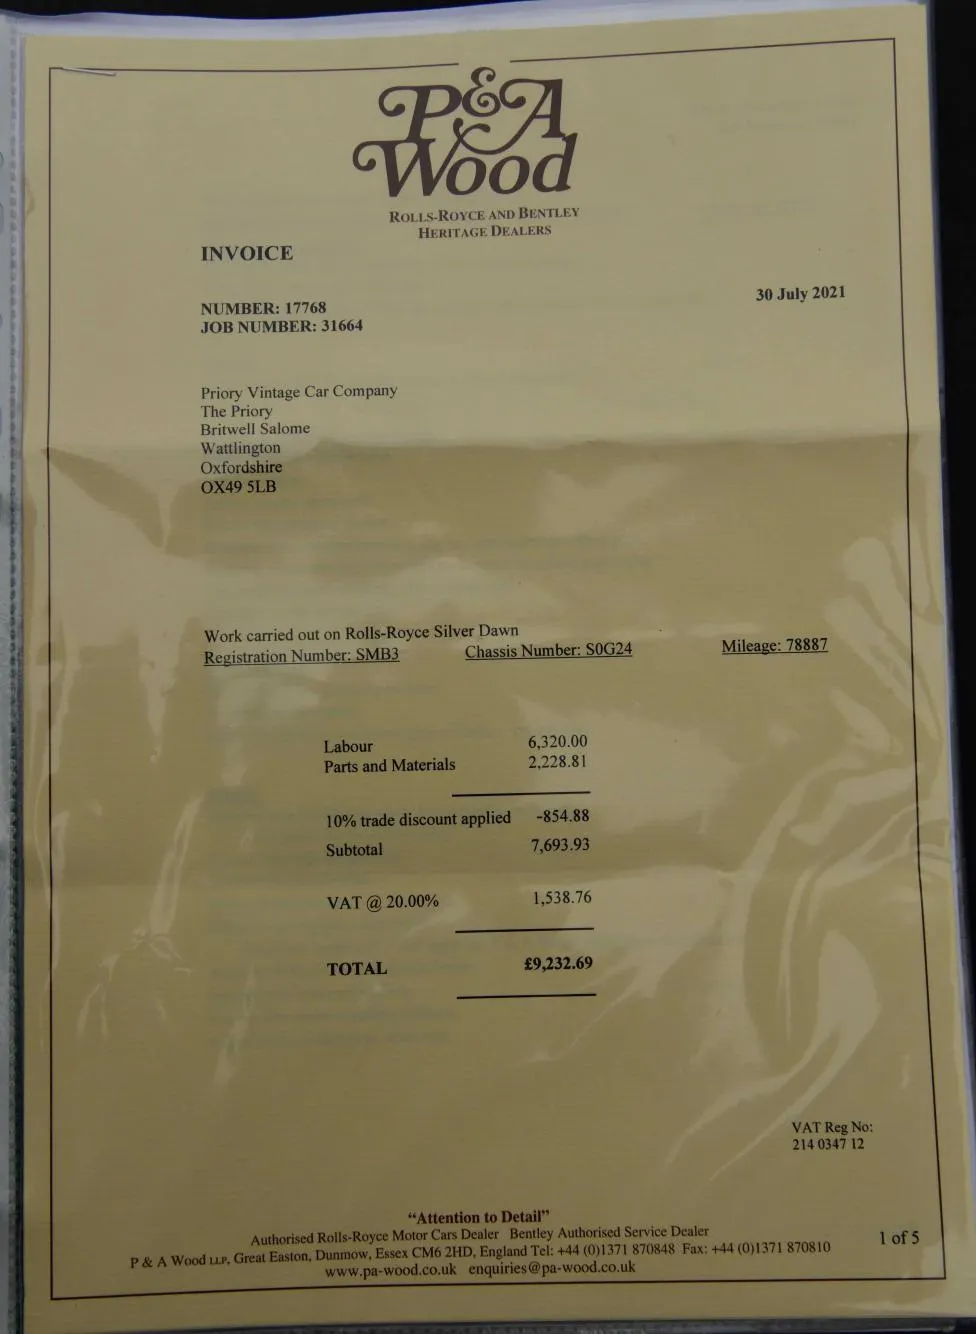 P&A
Wood
ROLLS-ROYCE AND BENTLEY
HERITAGE DEALERS
INVOICE
30 July 2021
NUMBER: 17768
JOB NUMBER: 31664
Priory Vintage Car Company
The Priory
Britwell Salome
Wattlington
Oxfordshire
OX49 5LB
Work carried out on Rolls-Royce Silver Dawn
Registration Number: SMB3 Chassis Number: S0G24 Mileage: 78887
Labour 6,320.00
Parts and Materials 2,228.81
10% trade discount applied -854.88
Subtotal 7,693.93
VAT @ 20.00% 1,538.76
TOTAL £9,232.69
VAT Reg No:
214 0347 12
“Attention to Detail”
Authorised Rolls-Royce Motor Cars Dealer Bentley Authorised Service Dealer
P & A Wood LLP, Great Easton, Dunmow, Essex CM6 2HD, England Tel: +44 (0)1371 870848 Fax: +44 (0)1371 870810
www.pa-wood.co.uk enquiries@pa-wood.co.uk
1 of 5